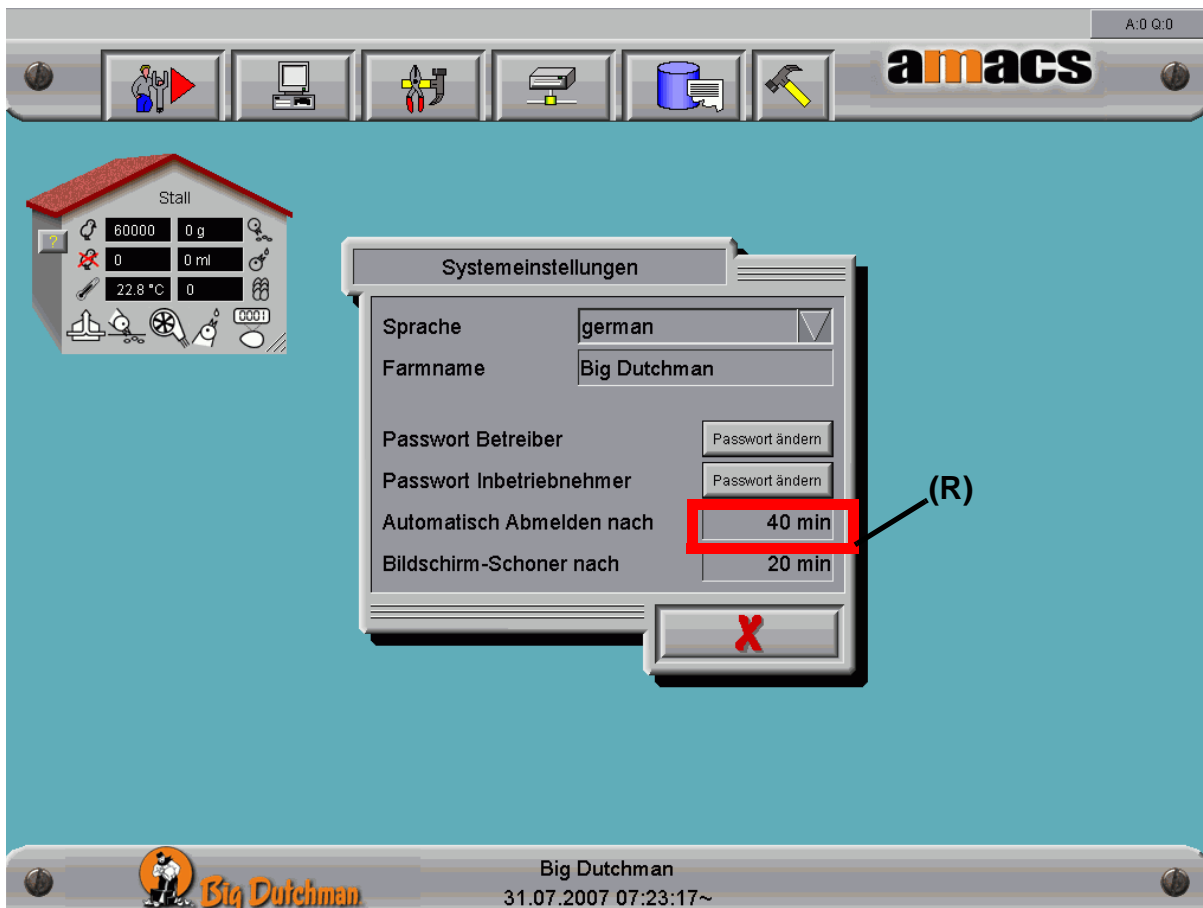 A:0 Q:0
amacs
Stall
60000 0 g
?
0 0 ml
22.8 °C 0
0001
Systemeinstellungen
Sprache german
Farmname Big Dutchman
Passwort Betreiber Passwort ändern
Passwort Inbetriebnehmer Passwort ändern
(R)
Automatisch Abmelden nach 40 min
Bildschirm-Schoner nach 20 min
X
Big Dutchman
Big Dutchman
31.07.2007 07:23:17~